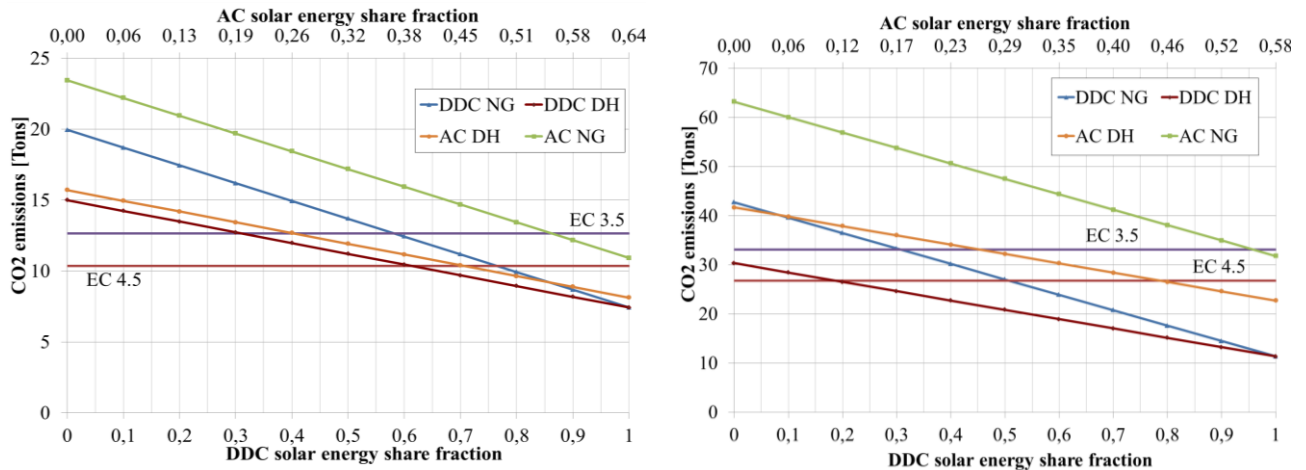 AC solar energy share fraction
0,00 0,06 0,13 0,19 0,26 0,32 0,38 0,45 0,51 0,58 0,64
25
20
15
10
5
0
CO2 emissions [Tons]
DDC NG DDC DH
AC DH AC NG
EC 3.5
EC 4.5
0 0,1 0,2 0,3 0,4 0,5 0,6 0,7 0,8 0,9 1
DDC solar energy share fraction
AC solar energy share fraction
0,00 0,06 0,12 0,17 0,23 0,29 0,35 0,40 0,46 0,52 0,58
70
60
50
40
30
20
10
0
CO2 emissions [Tons]
DDC NG DDC DH
AC DH AC NG
EC 3.5
EC 4.5
0 0,1 0,2 0,3 0,4 0,5 0,6 0,7 0,8 0,9 1
DDC solar energy share fraction